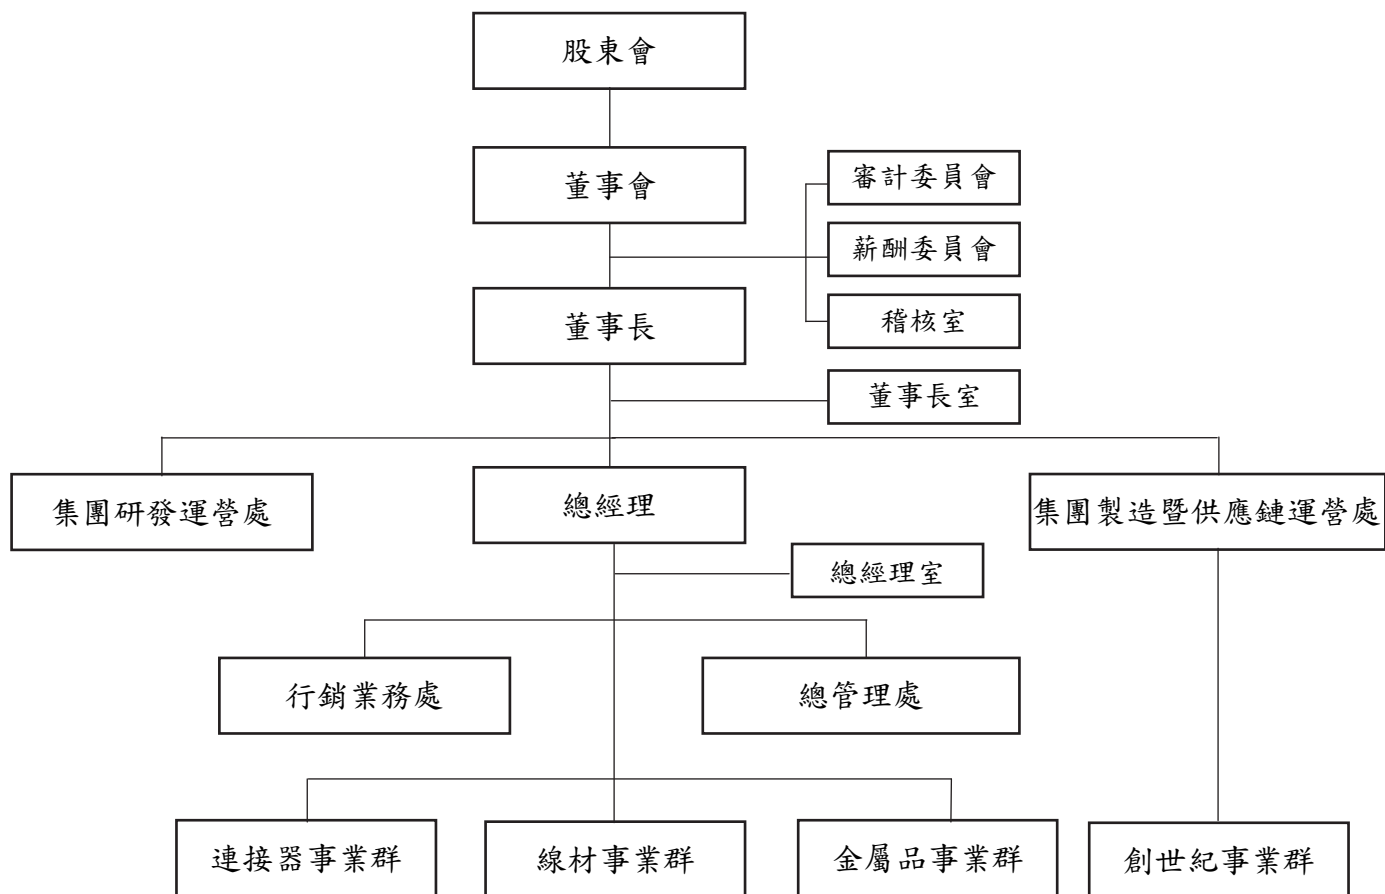 股東會
董事會
審計委員會
薪酬委員會
稽核室
董事長
董事長室
集團研發運營處
總經理
集團製造暨供應鏈運營處
總經理室
行銷業務處
總管理處
連接器事業群
線材事業群
金屬品事業群
創世紀事業群